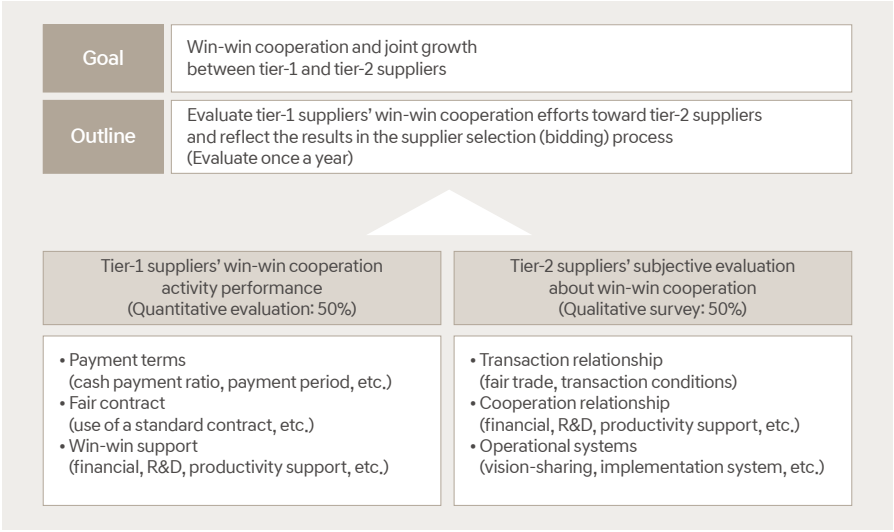 Goal
Win-win cooperation and joint growth
between tier-1 and tier-2 suppliers
Outline
Evaluate tier-1 suppliers’ win-win cooperation efforts toward tier-2 suppliers
and reflect the results in the supplier selection (bidding) process
(Evaluate once a year)
Tier-1 suppliers’ win-win cooperation
activity performance
(Quantitative evaluation: 50%)
• Payment terms
(cash payment ratio, payment period, etc.)
• Fair contract
(use of a standard contract, etc.)
• Win-win support
(financial, R&D, productivity support, etc.)
Tier-2 suppliers’ subjective evaluation
about win-win cooperation
(Qualitative survey: 50%)
• Transaction relationship
(fair trade, transaction conditions)
• Cooperation relationship
(financial, R&D, productivity support, etc.)
• Operational systems
(vision-sharing, implementation system, etc.)